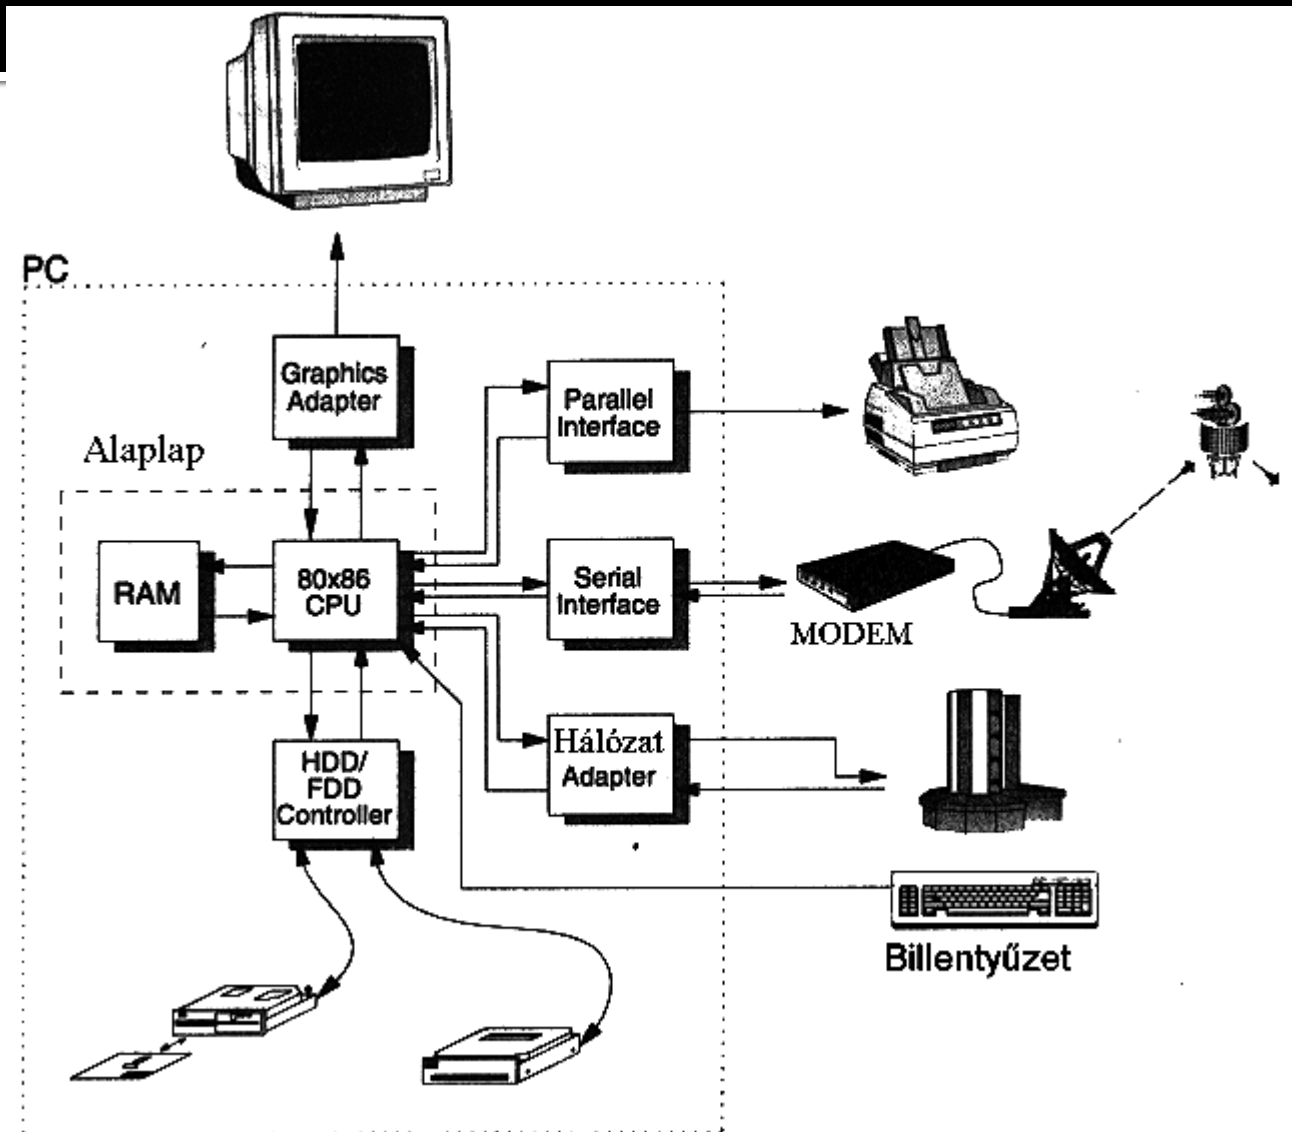 PC
Graphics
Adapter
Parallel
Interface
Alaplap
RAM
80x86
CPU
Serial
Interface
MODEM
HDD/
FDD
Controller
Hálózat
Adapter
Billentyűzet